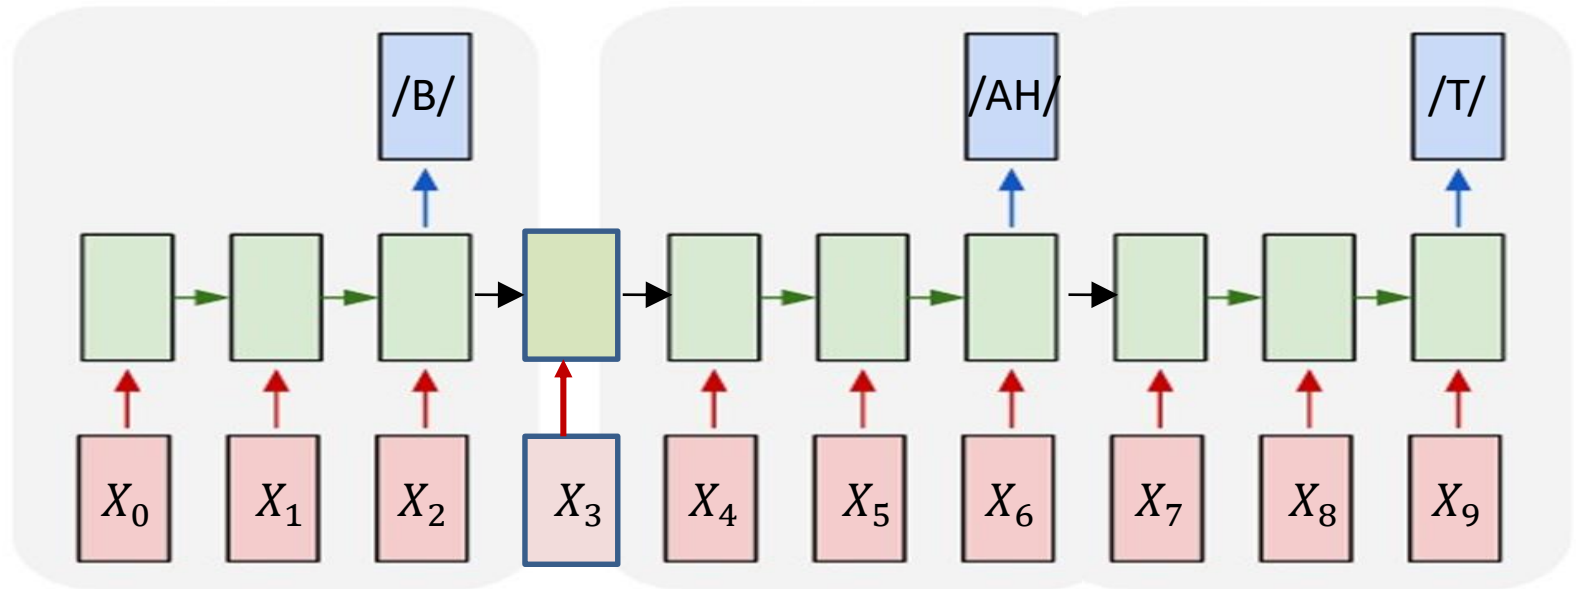 /B/ /AH/ /T/
X₀ X₁ X₂ X₃ X₄ X₅ X₆ X₇ X₈ X₉